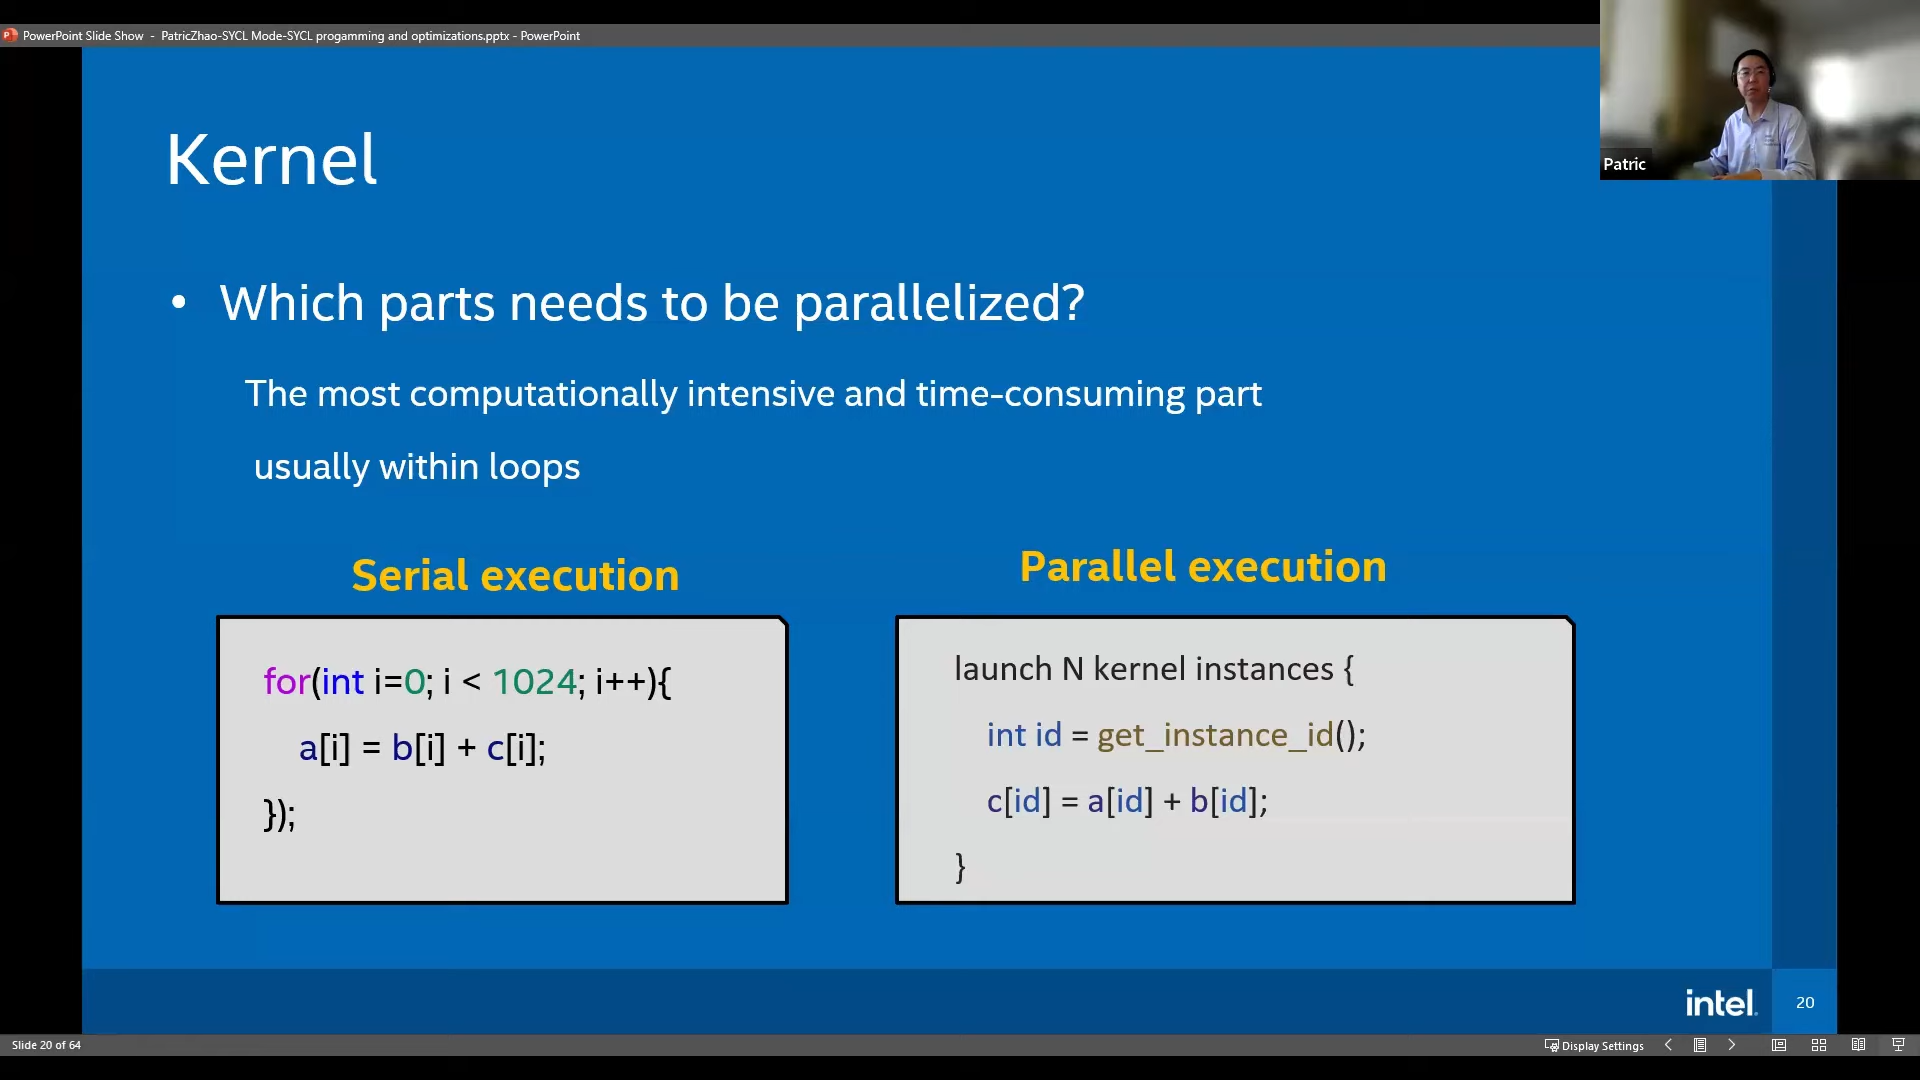 PowerPoint Slide Show - PatricZhao-SYCL Mode-SYCL progamming and optimizations.pptx - PowerPoint
Patric
Kernel
• Which parts needs to be parallelized?
The most computationally intensive and time-consuming part
usually within loops
Serial execution
for(int i=0; i < 1024; i++){
a[i] = b[i] + c[i];
});
Parallel execution
launch N kernel instances {
int id = get_instance_id();
c[id] = a[id] + b[id];
}
intel.
20
Slide 20 of 64
Display Settings